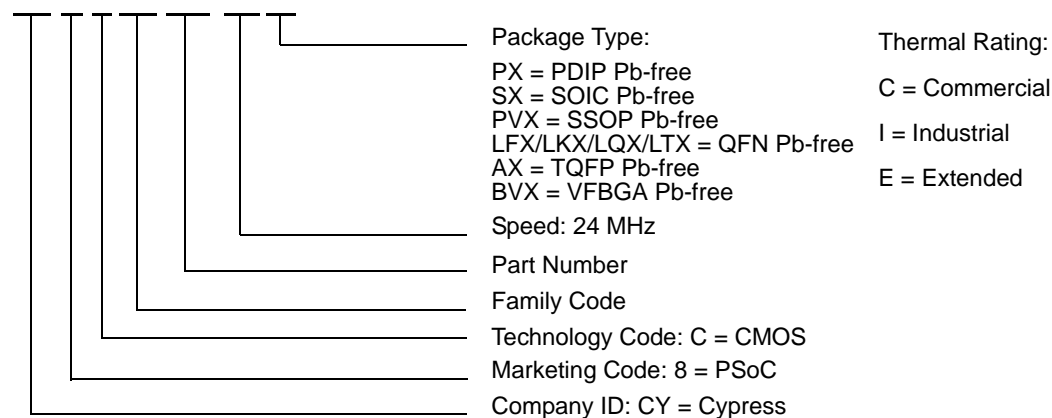 Package Type:
PX = PDIP Pb-free
SX = SOIC Pb-free
PVX = SSOP Pb-free
LFX/LKX/LQX/LTX = QFN Pb-free
AX = TQFP Pb-free
BVX = VFBGA Pb-free
Speed: 24 MHz
Part Number
Family Code
Technology Code: C = CMOS
Marketing Code: 8 = PSoC
Company ID: CY = Cypress
Thermal Rating:
C = Commercial
I = Industrial
E = Extended